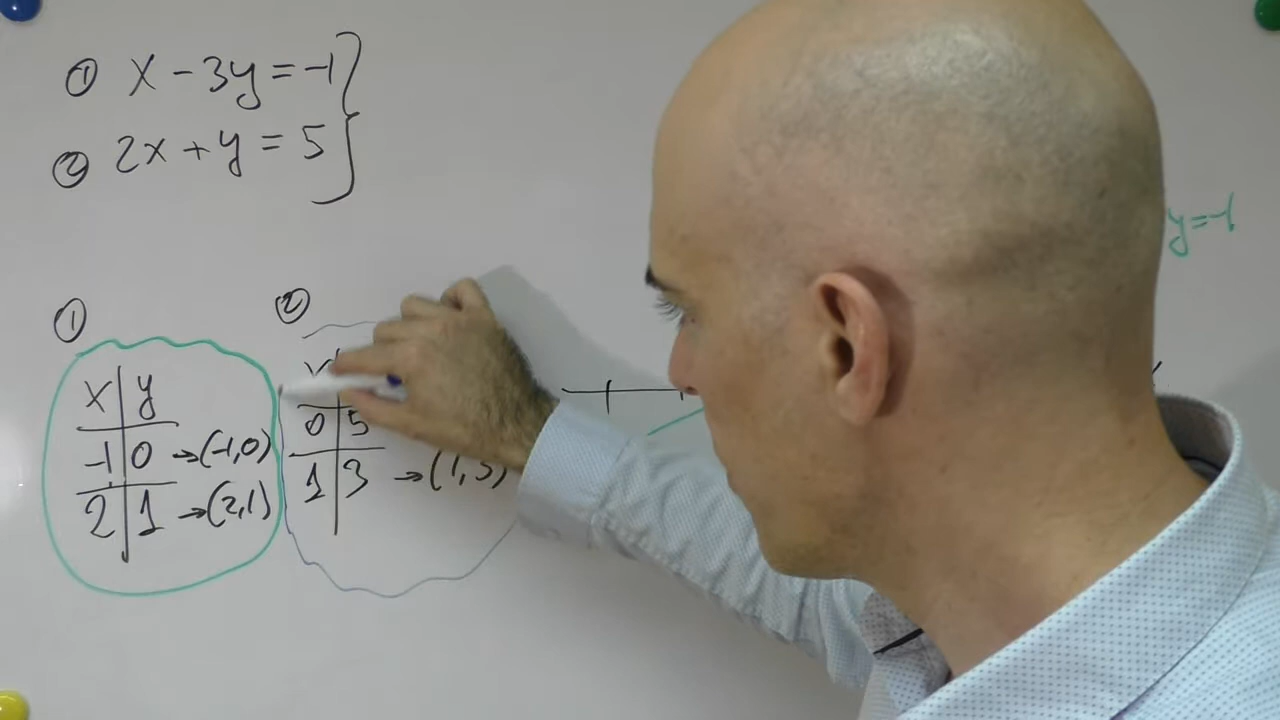 ① x - 3y = -1
② 2x + y = 5
y = -1
① ②
x | y
-1 | 0 → (-1,0)
2 | 1 → (2,1)
0 | 5
1 | 3 → (1,3)